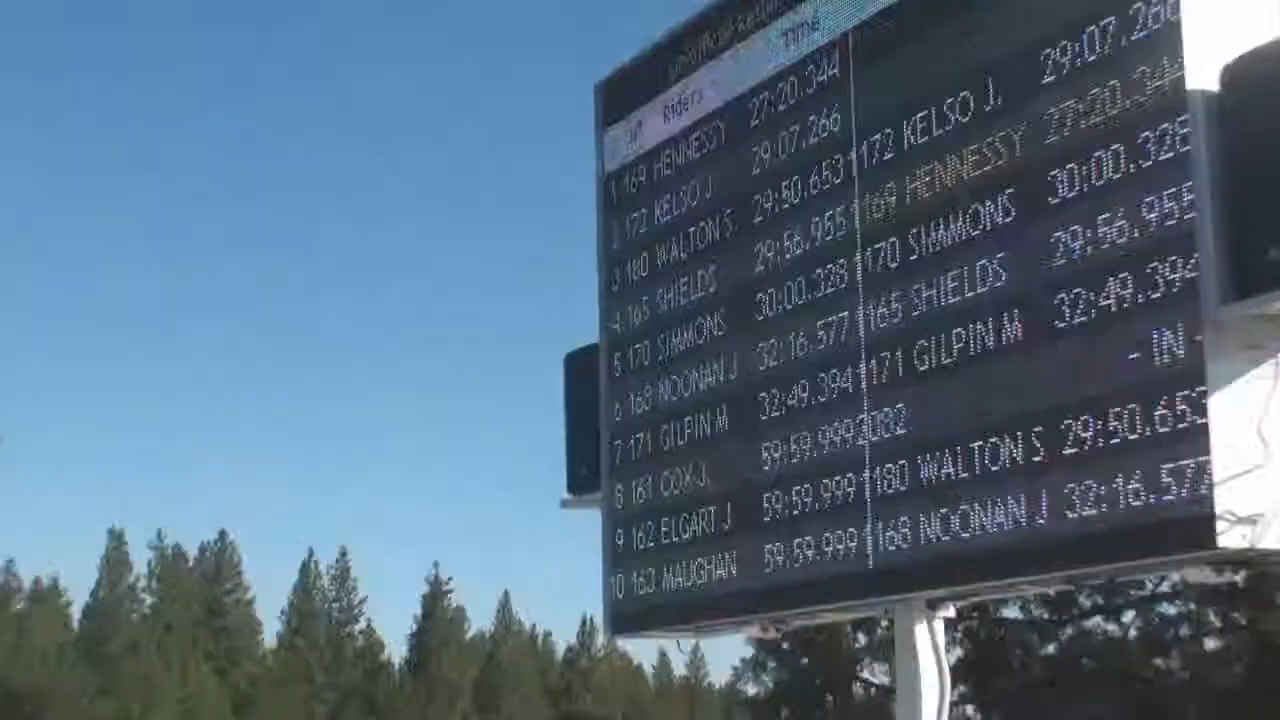 Unofficial Results
Riders Time
1 169 HENNESSY 27:20.344
2 172 KELSO J. 29:07.266
3 180 WALTON S. 29:50.653
4 165 SHIELDS 29:56.955
5 170 SIMMONS 30:00.328
6 168 NOONAN J 32:16.577
7 171 GILPIN M 32:49.394
8 161 COX J. 59:59.999
9 162 ELGART J 59:59.999
10 163 MAUGHAN 59:59.999
172 KELSO J. 29:07.266
169 HENNESSY 27:20.344
170 SIMMONS 30:00.328
165 SHIELDS 29:56.955
171 GILPIN M 32:49.394
- IN -
180 WALTON S. 29:50.653
168 NOONAN J 32:16.577